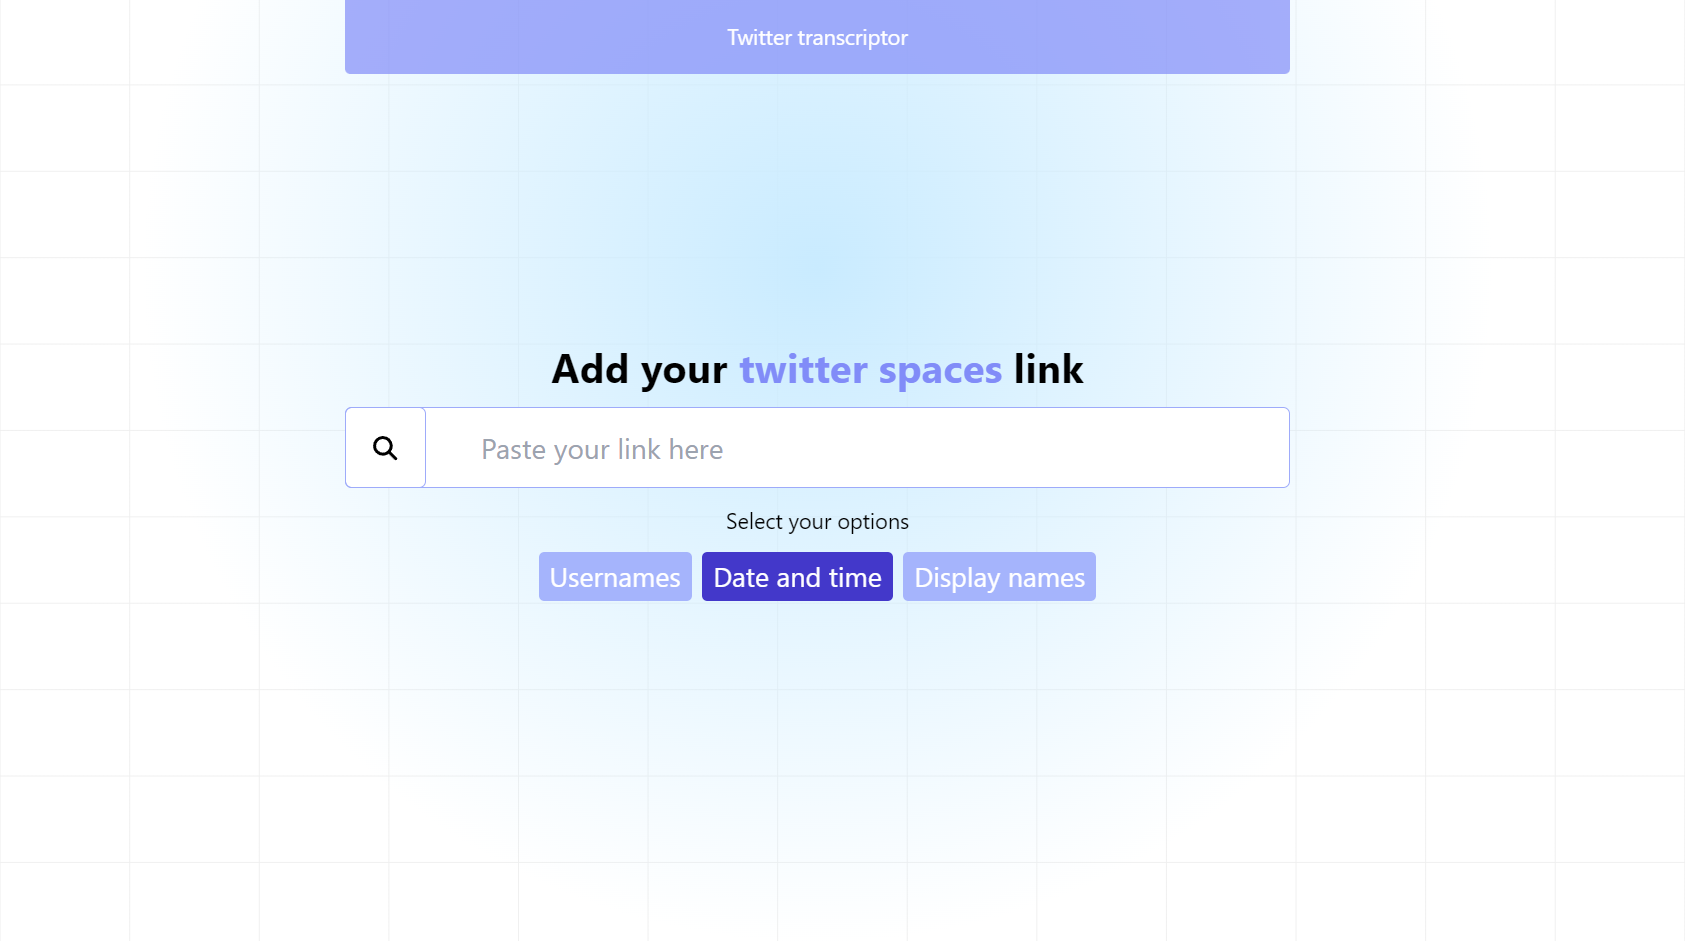 Twitter transcriptor
Add your twitter spaces link
Paste your link here
Select your options
Usernames Date and time Display names